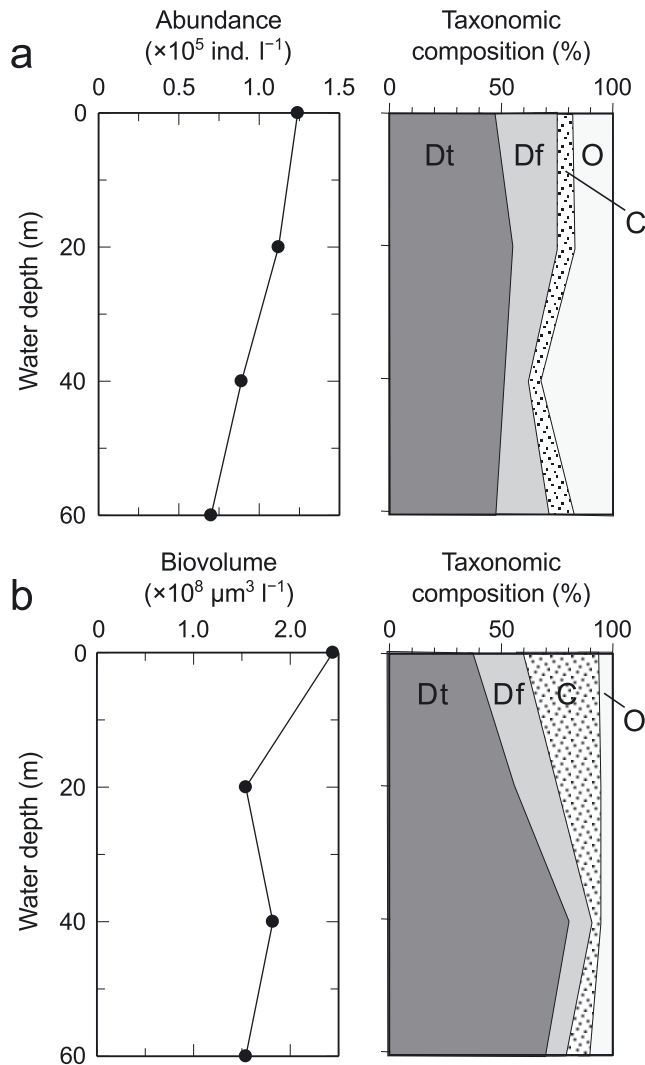 a
Abundance
(×10⁵ ind. l⁻¹)
0 0.5 1.0 1.5
Water depth (m)
0
20
40
60
Taxonomic
composition (%)
0 50 100
Dt Df O
C
b
Biovolume
(×10⁸ µm³ l⁻¹)
0 1.0 2.0
Water depth (m)
0
20
40
60
Taxonomic
composition (%)
0 50 100
Dt Df C
O